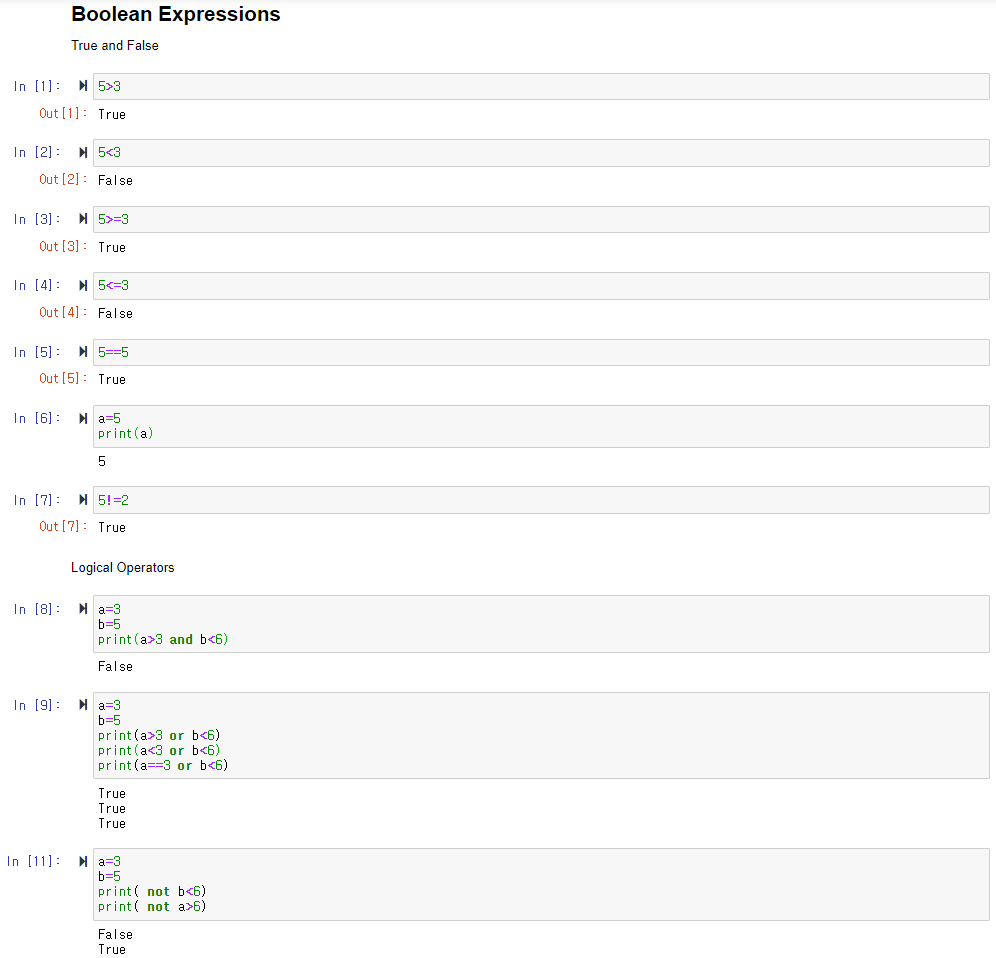 Boolean Expressions
True and False
In [1]: 5>3
Out[1]: True
In [2]: 5<3
Out[2]: False
In [3]: 5>=3
Out[3]: True
In [4]: 5<=3
Out[4]: False
In [5]: 5==5
Out[5]: True
In [6]: a=5
print(a)
5
In [7]: 5!=2
Out[7]: True
Logical Operators
In [8]: a=3
b=5
print(a>3 and b<6)
False
In [9]: a=3
b=5
print(a>3 or b<6)
print(a<3 or b<6)
print(a==3 or b<6)
True
True
True
In [11]: a=3
b=5
print( not b<6)
print( not a>6)
False
True